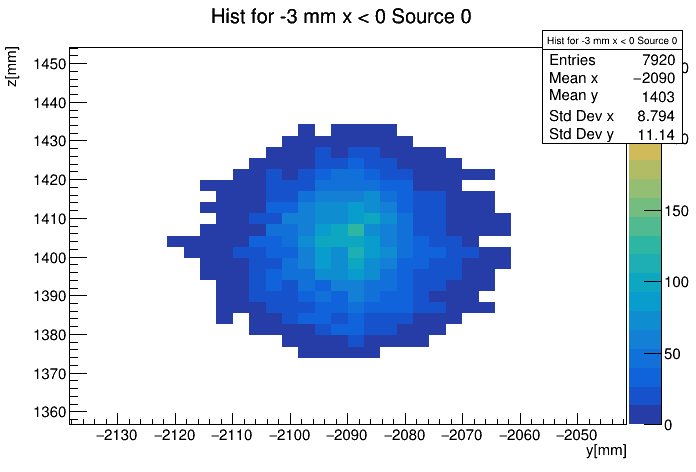 Hist for -3 mm x < 0 Source 0
z[mm]
Hist for -3 mm x < 0 Source 0
Entries 7920
Mean x −2090
Mean y 1403
Std Dev x 8.794
Std Dev y 11.14
1450
1440
1430
1420
1410
1400
1390
1380
1370
1360
150
100
50
0
−2130 −2120 −2110 −2100 −2090 −2080 −2070 −2060 −2050
y[mm]